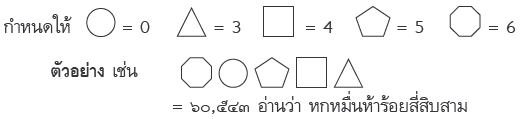 กำหนดให้ = 0 = 3 = 4 = 5 = 6
ตัวอย่าง เช่น
= ๖๐,๕๔๓ อ่านว่า หกหมื่นห้าร้อยสี่สิบสาม